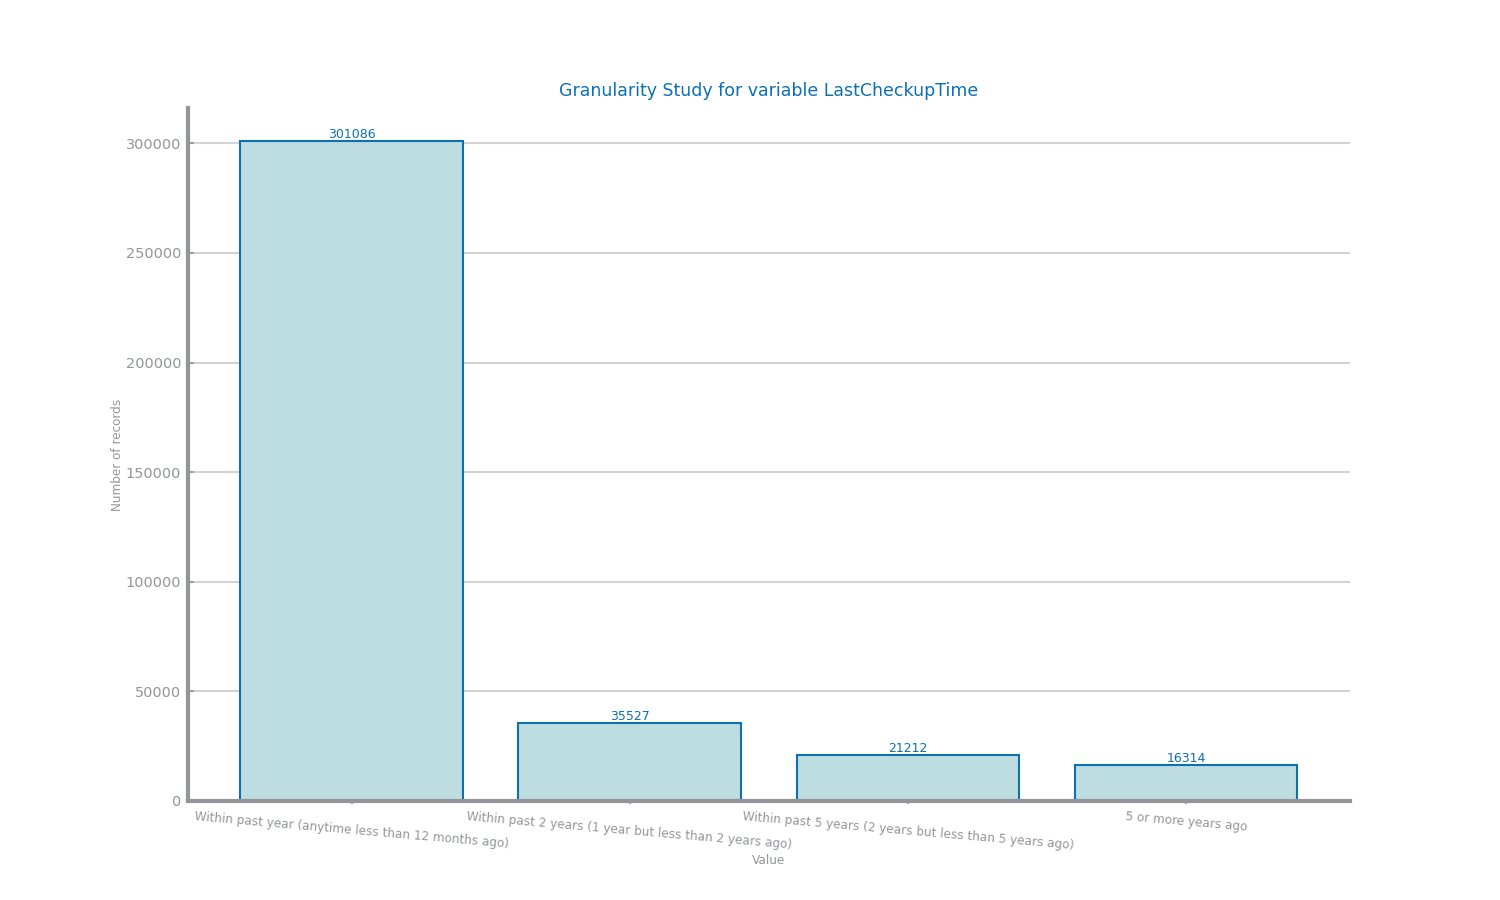 Granularity Study for variable LastCheckupTime
Number of records
300000
250000
200000
150000
100000
50000
0
301086
35527
21212
16314
Within past year (anytime less than 12 months ago)
Within past 2 years (1 year but less than 2 years ago)
Within past 5 years (2 years but less than 5 years ago)
5 or more years ago
Value